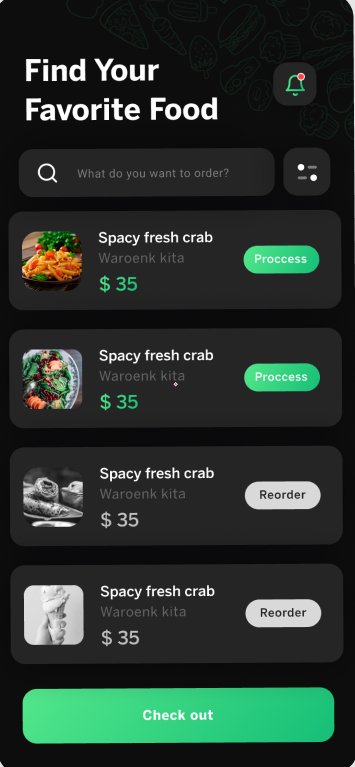 Find Your
Favorite Food
What do you want to order?
Spacy fresh crab
Waroenk kita
$ 35
Proccess
Spacy fresh crab
Waroenk kita
$ 35
Proccess
Spacy fresh crab
Waroenk kita
$ 35
Reorder
Spacy fresh crab
Waroenk kita
$ 35
Reorder
Check out